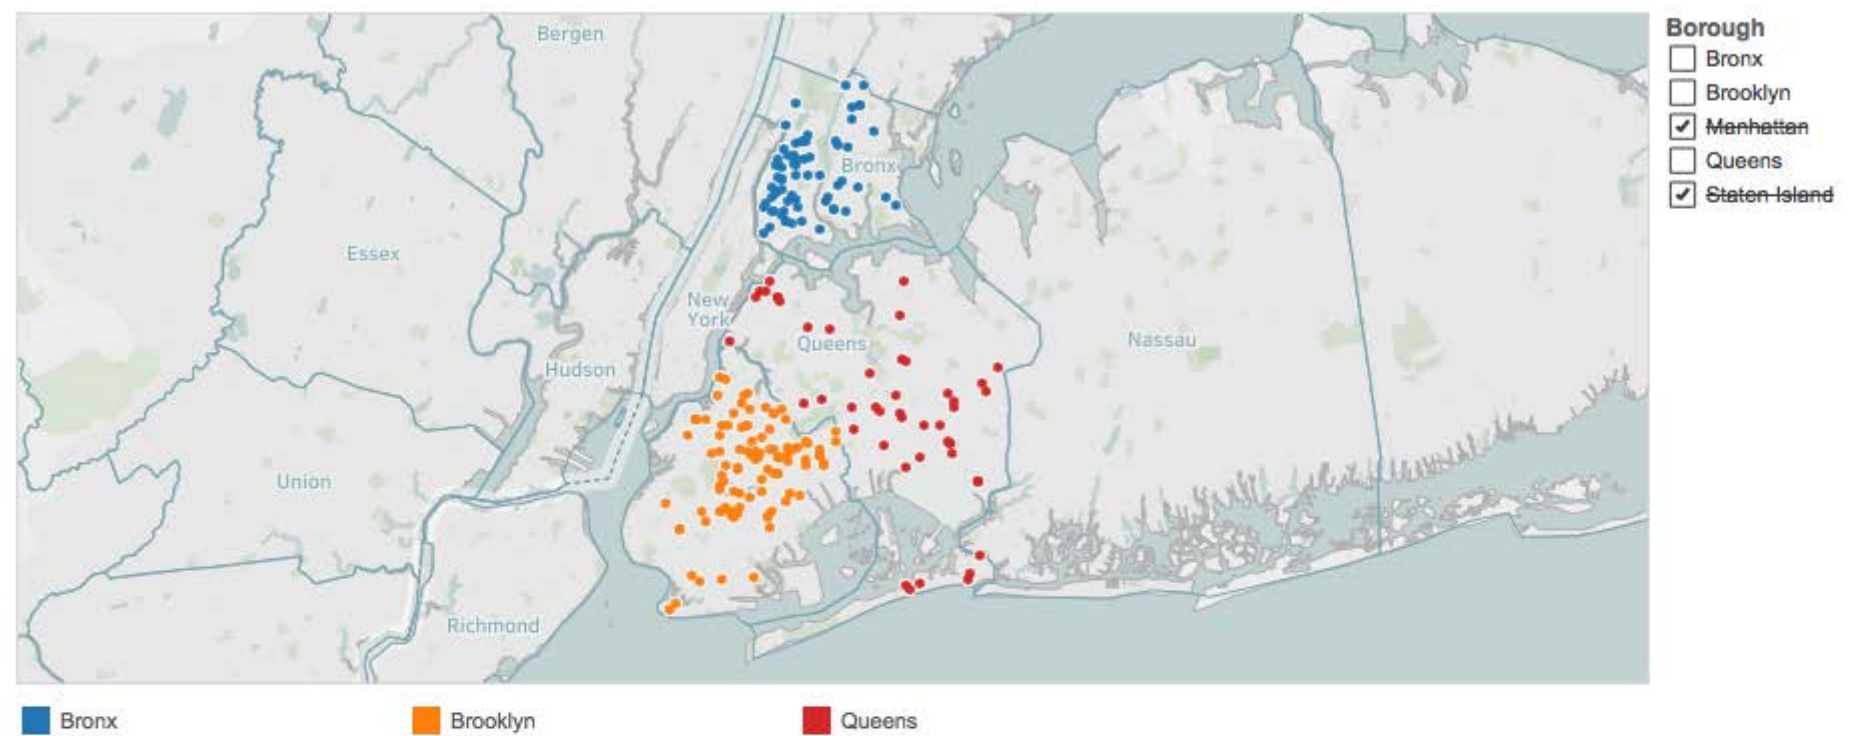 Bergen
Bronx
Essex
New
York
Queens
Nassau
Hudson
Union
Richmond
Borough
Bronx
Brooklyn
Manhattan
Queens
Staten Island
Bronx
Brooklyn
Queens